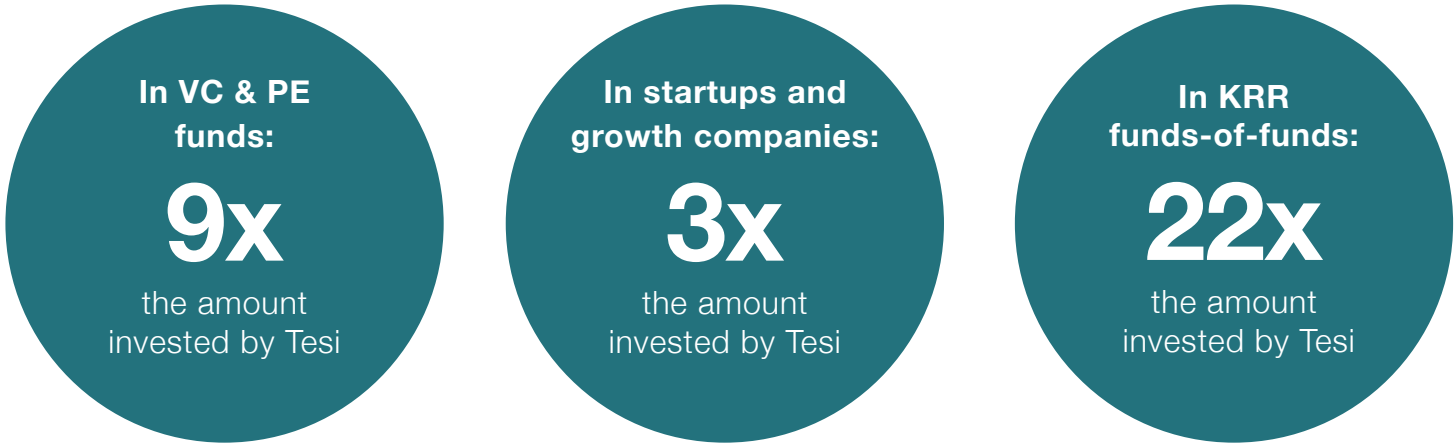 In VC & PE
funds:
9x
the amount
invested by Tesi
In startups and
growth companies:
3x
the amount
invested by Tesi
In KRR
funds-of-funds:
22x
the amount
invested by Tesi